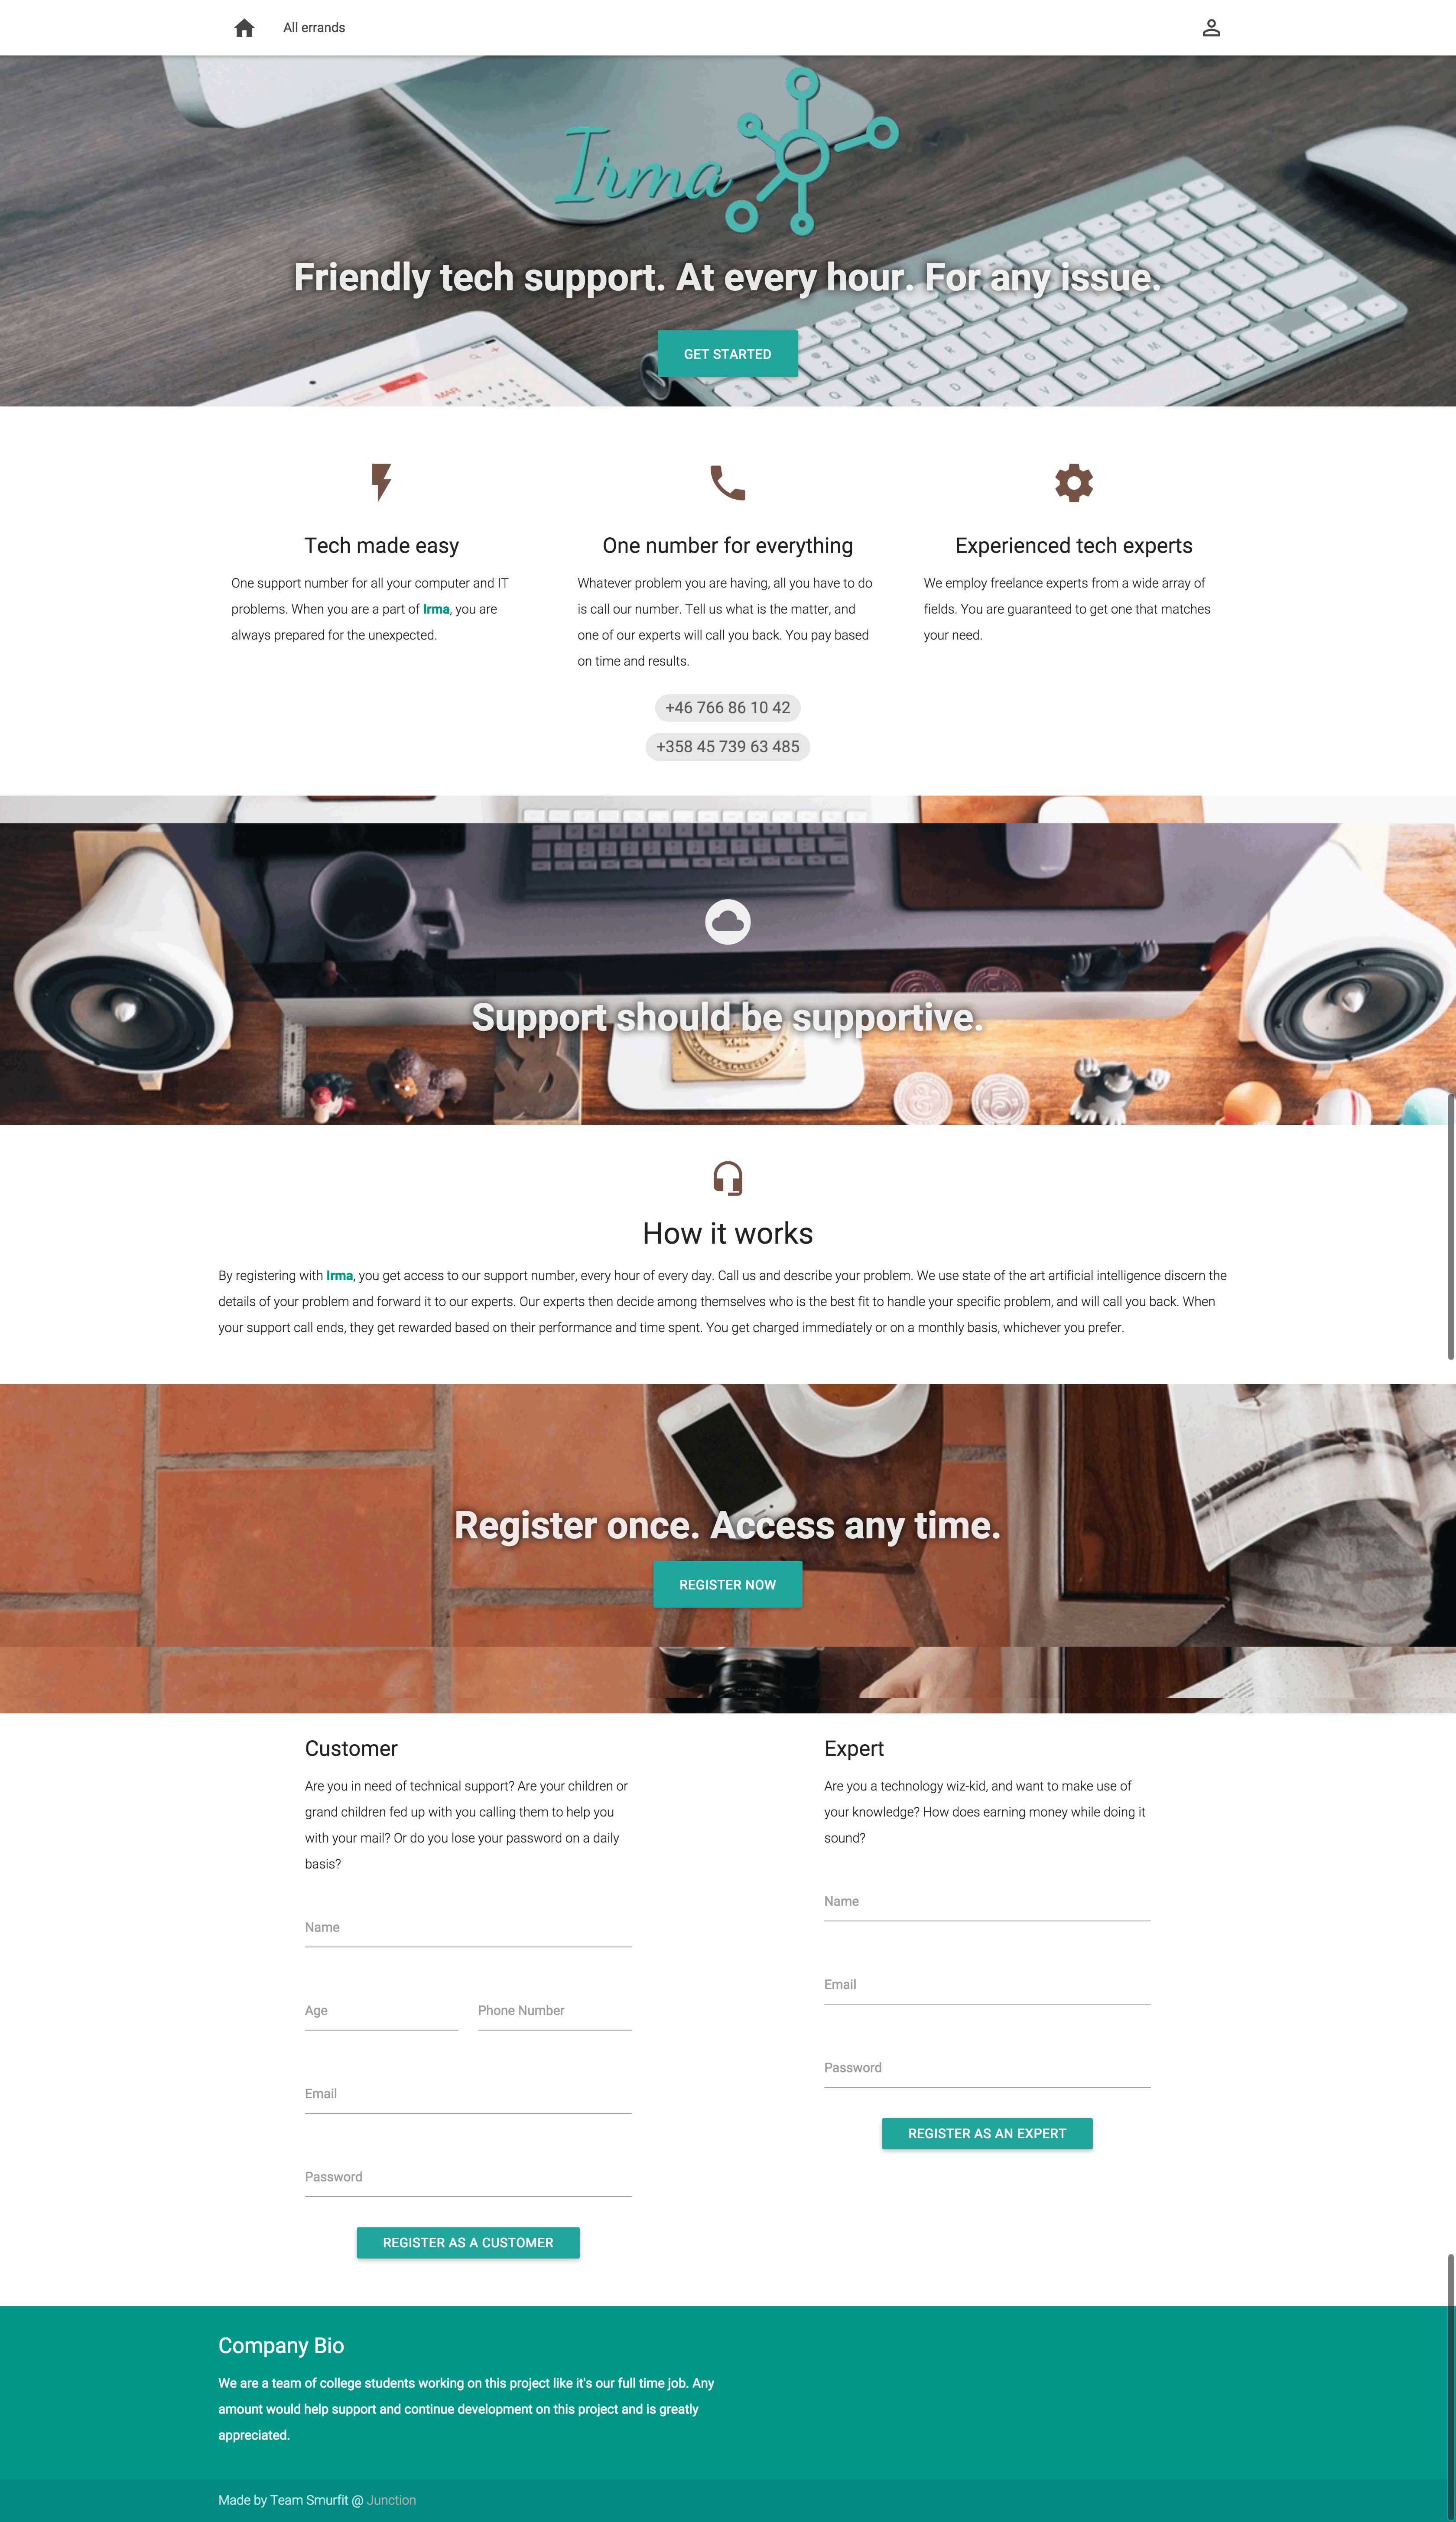 All errands
Irma
Friendly tech support. At every hour. For any issue.
GET STARTED
MAR
Tech made easy
One support number for all your computer and IT
problems. When you are a part of Irma, you are
always prepared for the unexpected.
One number for everything
Whatever problem you are having, all you have to do
is call our number. Tell us what is the matter, and
one of our experts will call you back. You pay based
on time and results.
+46 766 86 10 42
+358 45 739 63 485
Experienced tech experts
We employ freelance experts from a wide array of
fields. You are guaranteed to get one that matches
your need.
Support should be supportive.
How it works
By registering with Irma, you get access to our support number, every hour of every day. Call us and describe your problem. We use state of the art artificial intelligence discern the
details of your problem and forward it to our experts. Our experts then decide among themselves who is the best fit to handle your specific problem, and will call you back. When
your support call ends, they get rewarded based on their performance and time spent. You get charged immediately or on a monthly basis, whichever you prefer.
Register once. Access any time.
REGISTER NOW
Customer
Are you in need of technical support? Are your children or
grand children fed up with you calling them to help you
with your mail? Or do you lose your password on a daily
basis?
Name
Age
Phone Number
Email
Password
REGISTER AS A CUSTOMER
Expert
Are you a technology wiz-kid, and want to make use of
your knowledge? How does earning money while doing it
sound?
Name
Email
Password
REGISTER AS AN EXPERT
Company Bio
We are a team of college students working on this project like it's our full time job. Any
amount would help support and continue development on this project and is greatly
appreciated.
Made by Team Smurfit @ Junction